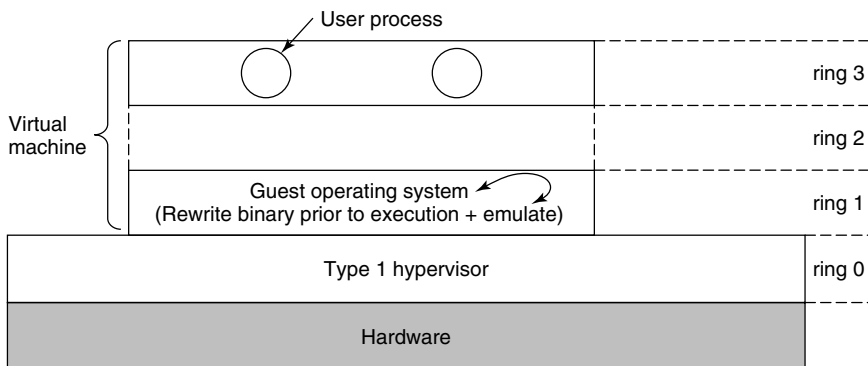 User process
ring 3
Virtual
machine
ring 2
Guest operating system
(Rewrite binary prior to execution + emulate)
ring 1
Type 1 hypervisor
ring 0
Hardware